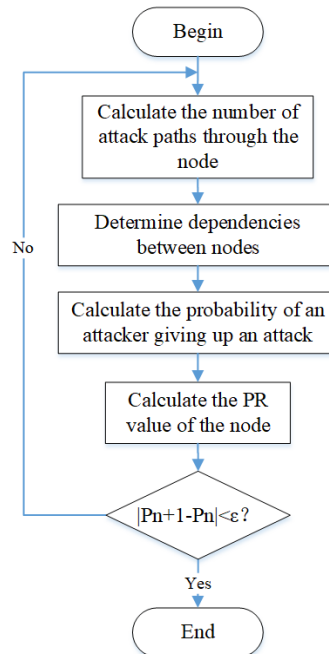 Begin
Calculate the number of
attack paths through the
node
Determine dependencies
between nodes
No
Calculate the probability of an
attacker giving up an attack
Calculate the PR
value of the node
|Pn+1-Pn|<ε?
Yes
End